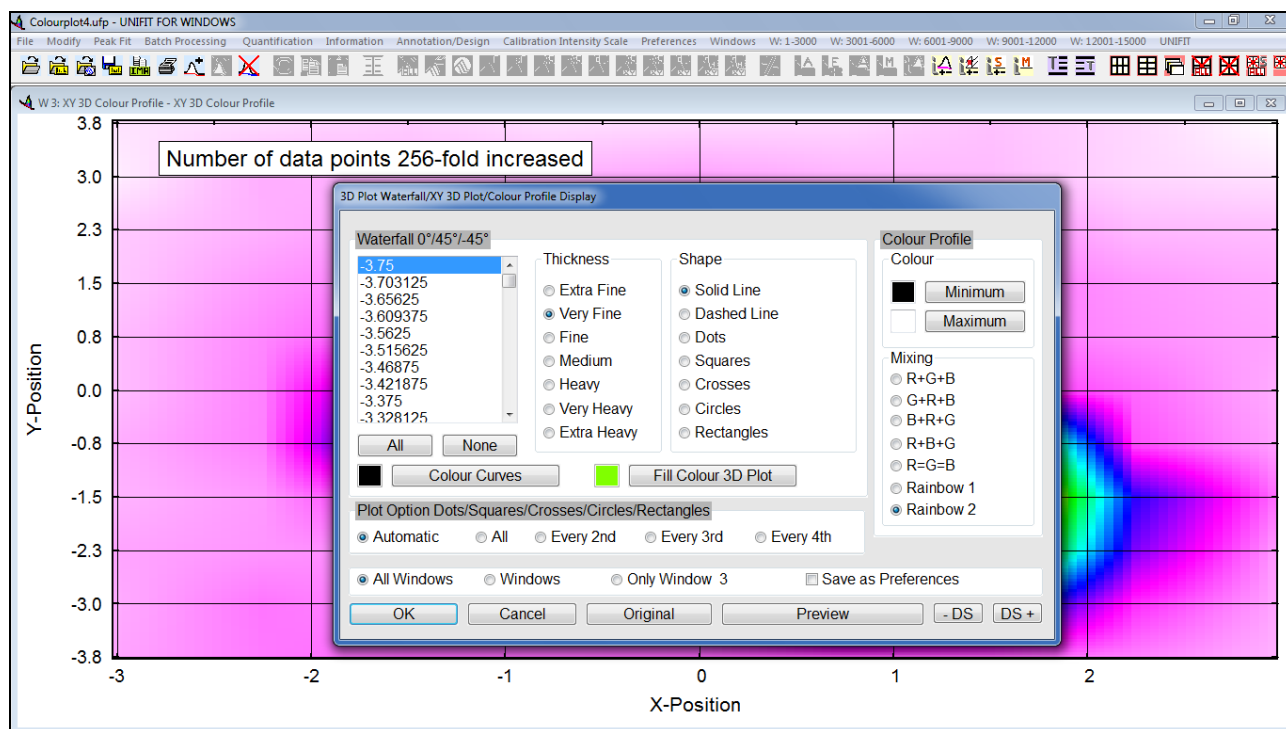 Colourplot4.ufp - UNIFIT FOR WINDOWS
File Modify Peak Fit Batch Processing Quantification Information Annotation/Design Calibration Intensity Scale Preferences Windows W: 1-3000 W: 3001-6000 W: 6001-9000 W: 9001-12000 W: 12001-15000 UNIFIT
W 3: XY 3D Colour Profile - XY 3D Colour Profile
Number of data points 256-fold increased
3D Plot Waterfall/XY 3D Plot/Colour Profile Display
Waterfall 0°/45°/-45°
-3.75
-3.703125
-3.65625
-3.609375
-3.5625
-3.515625
-3.46875
-3.421875
-3.375
-3.328125
All None
Thickness
Extra Fine
Very Fine
Fine
Medium
Heavy
Very Heavy
Extra Heavy
Shape
Solid Line
Dashed Line
Dots
Squares
Crosses
Circles
Rectangles
Colour Curves Fill Colour 3D Plot
Colour Profile
Colour
Minimum
Maximum
Mixing
R+G+B
G+R+B
B+R+G
R+B+G
R=G=B
Rainbow 1
Rainbow 2
Plot Option Dots/Squares/Crosses/Circles/Rectangles
Automatic All Every 2nd Every 3rd Every 4th
All Windows Windows Only Window 3 Save as Preferences
OK Cancel Original Preview - DS DS +
Y-Position
3.8
3.0
2.3
1.5
0.8
0.0
-0.8
-1.5
-2.3
-3.0
-3.8
-3 -2 -1 0 1 2
X-Position